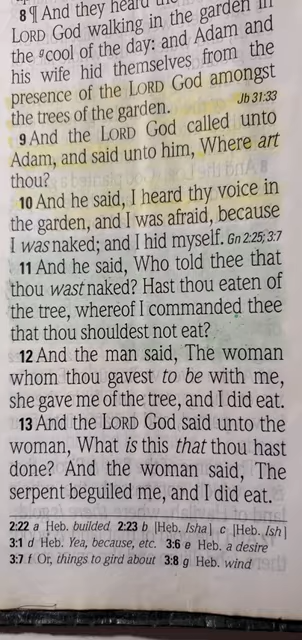 8 ¶ And they heard the
LORD God walking in the garden in
the gcool of the day: and Adam and
his wife hid themselves from the
presence of the LORD God amongst
the trees of the garden. Jb 31:33
9 And the LORD God called unto
Adam, and said unto him, Where art
thou?
10 And he said, I heard thy voice in
the garden, and I was afraid, because
I was naked; and I hid myself. Gn 2:25; 3:7
11 And he said, Who told thee that
thou wast naked? Hast thou eaten of
the tree, whereof I commanded thee
that thou shouldest not eat?
12 And the man said, The woman
whom thou gavest to be with me,
she gave me of the tree, and I did eat.
13 And the LORD God said unto the
woman, What is this that thou hast
done? And the woman said, The
serpent beguiled me, and I did eat.
2:22 a Heb. builded 2:23 b |Heb. Isha| c |Heb. Ish|
3:1 d Heb. Yea, because, etc. 3:6 e Heb. a desire
3:7 f Or, things to gird about 3:8 g Heb. wind